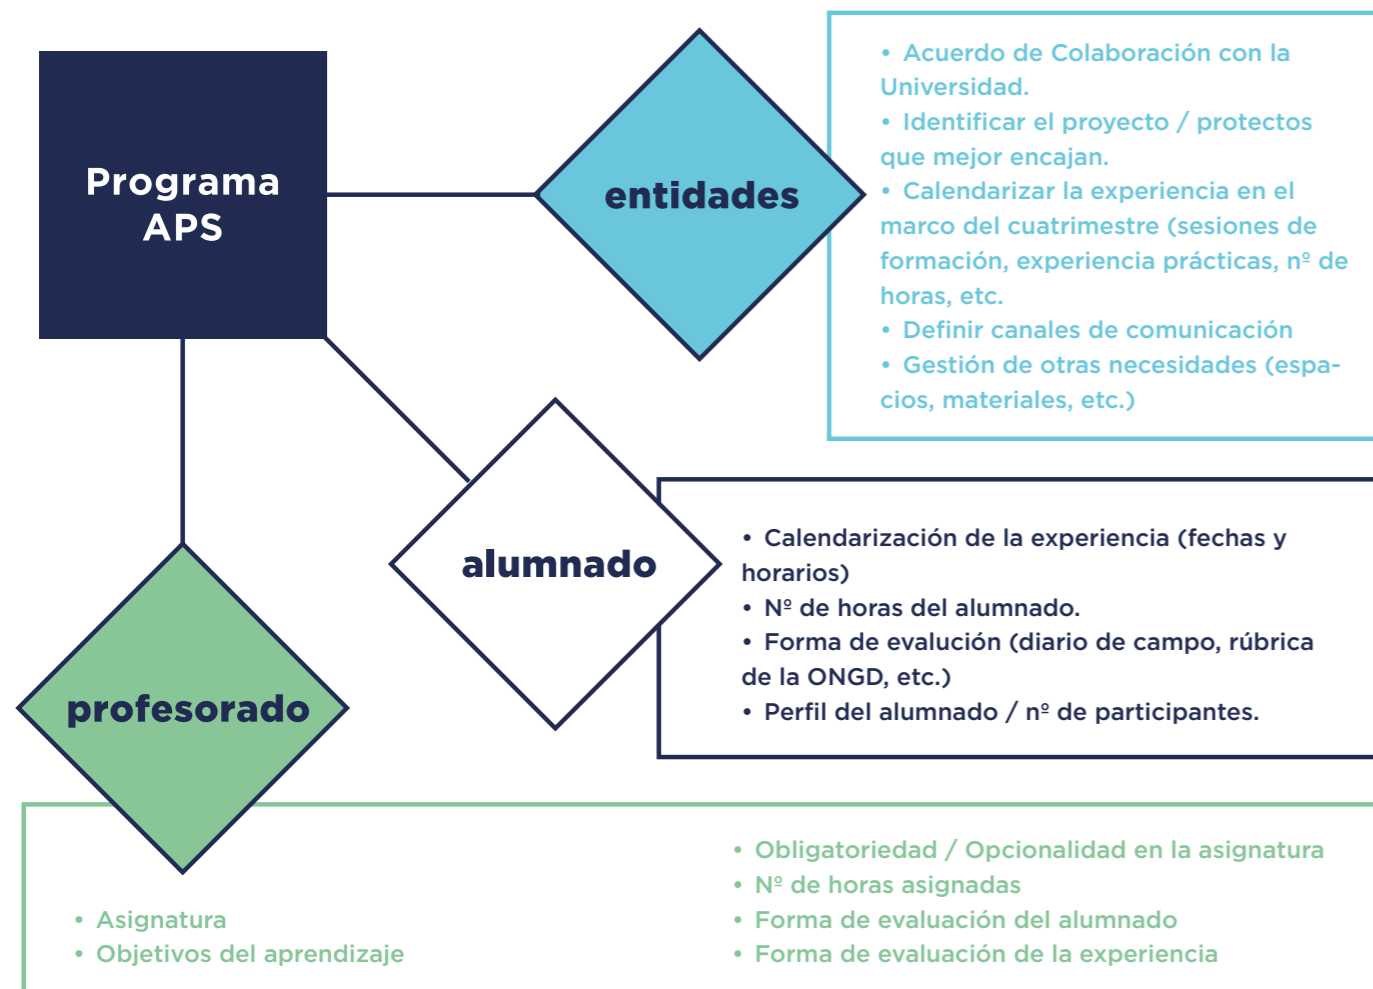 Programa
APS
entidades
• Acuerdo de Colaboración con la
Universidad.
• Identificar el proyecto / protectos
que mejor encajan.
• Calendarizar la experiencia en el
marco del cuatrimestre (sesiones de
formación, experiencia prácticas, nº de
horas, etc.
• Definir canales de comunicación
• Gestión de otras necesidades (espa-
cios, materiales, etc.)
alumnado
• Calendarización de la experiencia (fechas y
horarios)
• Nº de horas del alumnado.
• Forma de evalución (diario de campo, rúbrica
de la ONGD, etc.)
• Perfil del alumnado / nº de participantes.
profesorado
• Asignatura
• Objetivos del aprendizaje
• Obligatoriedad / Opcionalidad en la asignatura
• Nº de horas asignadas
• Forma de evaluación del alumnado
• Forma de evaluación de la experiencia